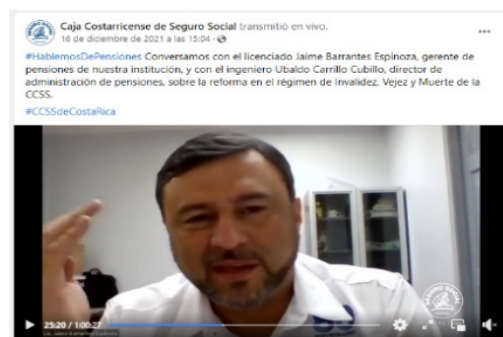 Caja Costarricense de Seguro Social transmitió en vivo.
16 de diciembre de 2021 a las 15:04 ·
#HablemosDePensiones Conversamos con el licenciado Jaime Barrantes Espinoza, gerente de
pensiones de nuestra institución, y con el ingeniero Ubaldo Carrillo Cubillo, director de
administración de pensiones, sobre la reforma en el régimen de Invalidez, Vejez y Muerte de la
CCSS.
#CCSSdeCostaRica
SEGURO SOCIAL
25:20 / 1:00:27